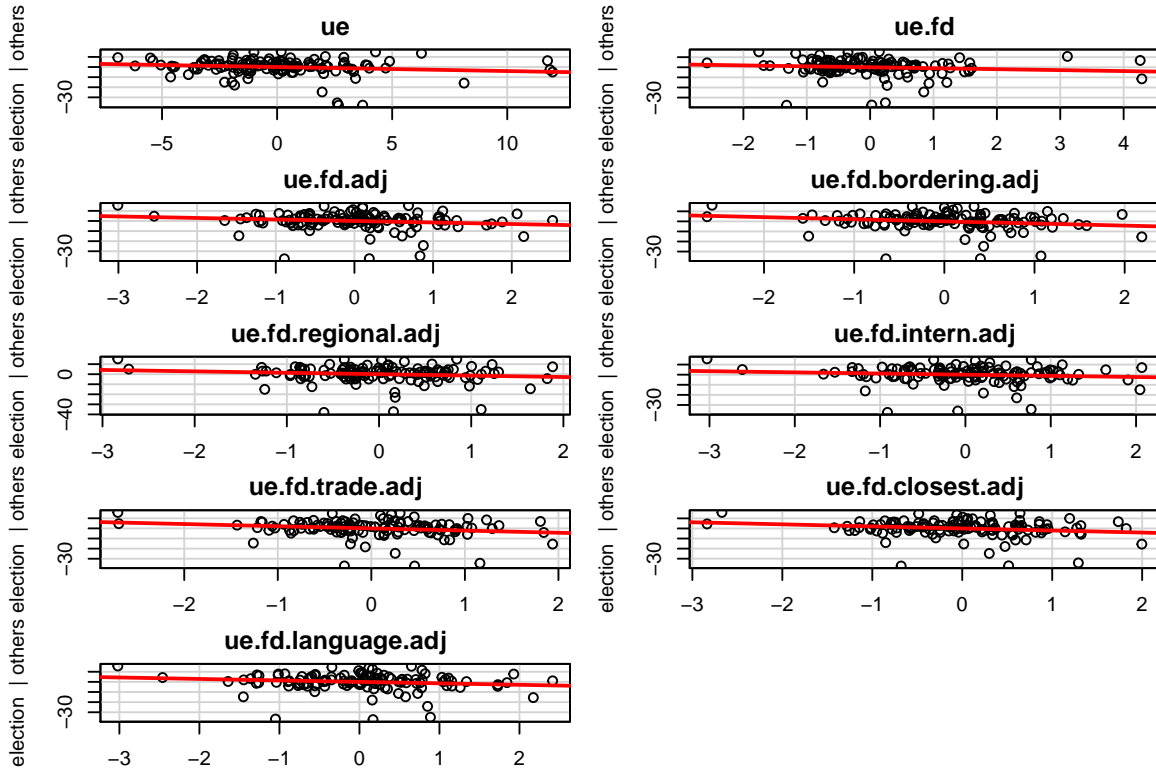 ue
election | others
−30
−5 0 5 10
ue.fd
election | others
−30
−2 −1 0 1 2 3 4
ue.fd.adj
election | others
−30
−3 −2 −1 0 1 2
ue.fd.bordering.adj
election | others
−30
−2 −1 0 1 2
ue.fd.regional.adj
election | others
0
−40
−3 −2 −1 0 1 2
ue.fd.intern.adj
election | others
−30
−3 −2 −1 0 1 2
ue.fd.trade.adj
election | others
−30
−2 −1 0 1 2
ue.fd.closest.adj
election | others
−30
−3 −2 −1 0 1 2
ue.fd.language.adj
election | others
−30
−3 −2 −1 0 1 2